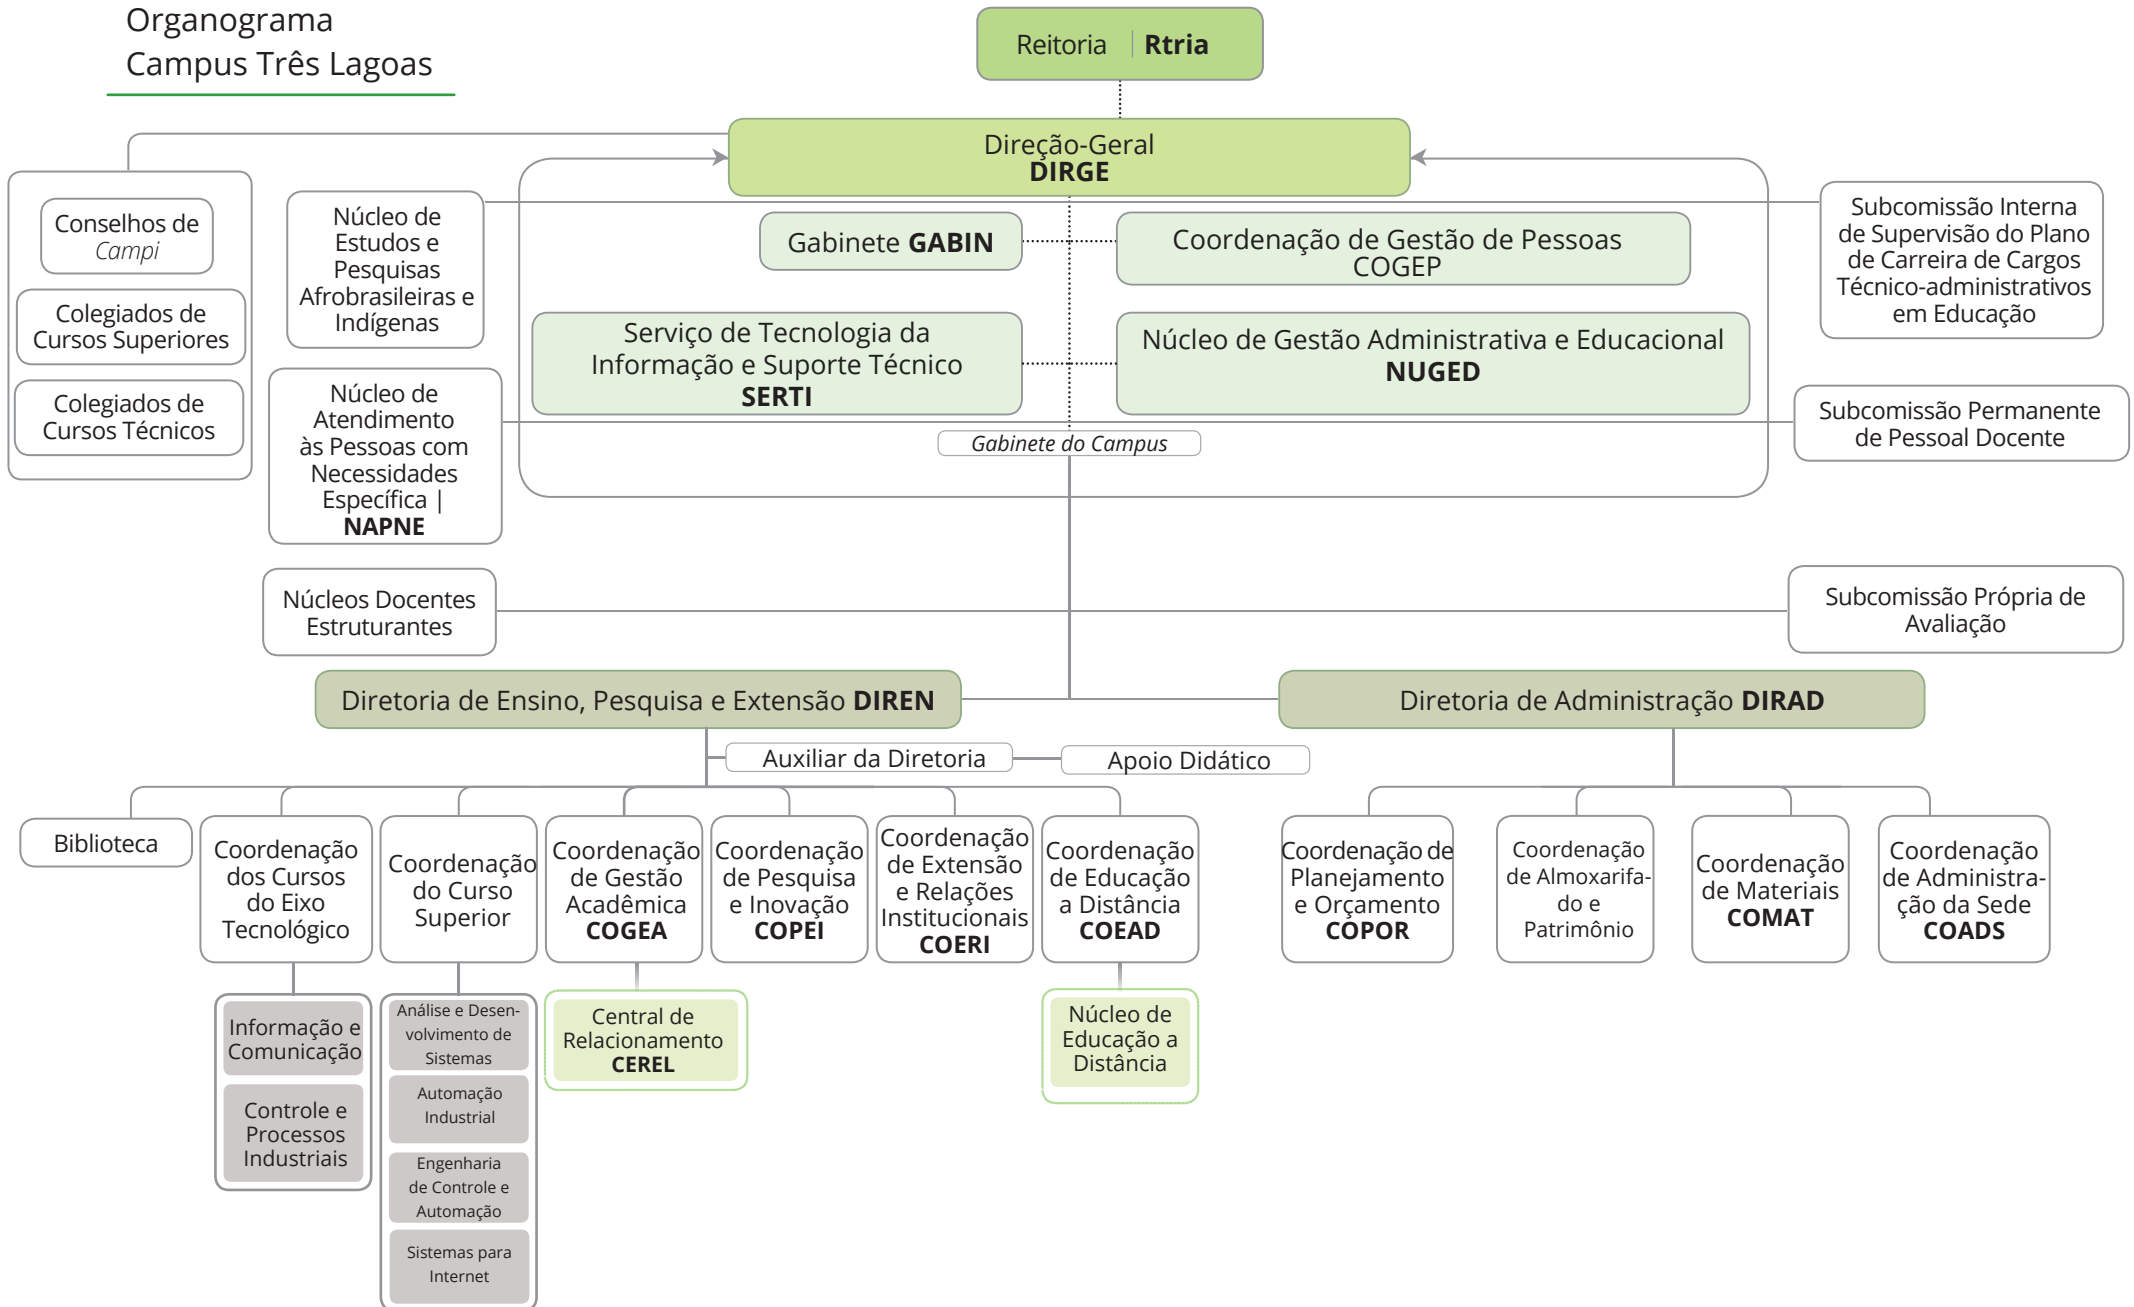 Organograma
Campus Três Lagoas
Reitoria | Rtria
Direção-Geral
DIRGE
Conselhos de
Campi
Colegiados de
Cursos Superiores
Colegiados de
Cursos Técnicos
Núcleo de
Estudos e
Pesquisas
Afrobrasileiras e
Indígenas
Núcleo de
Atendimento
às Pessoas com
Necessidades
Específica |
NAPNE
Gabinete GABIN
Coordenação de Gestão de Pessoas
COGEP
Serviço de Tecnologia da
Informação e Suporte Técnico
SERTI
Núcleo de Gestão Administrativa e Educacional
NUGED
Gabinete do Campus
Subcomissão Interna
de Supervisão do Plano
de Carreira de Cargos
Técnico-administrativos
em Educação
Subcomissão Permanente
de Pessoal Docente
Núcleos Docentes
Estruturantes
Subcomissão Própria de
Avaliação
Diretoria de Ensino, Pesquisa e Extensão DIREN
Diretoria de Administração DIRAD
Auxiliar da Diretoria
Apoio Didático
Biblioteca
Coordenação
dos Cursos
do Eixo
Tecnológico
Coordenação
do Curso
Superior
Coordenação
de Gestão
Acadêmica
COGEA
Coordenação
de Pesquisa
e Inovação
COPEI
Coordenação
de Extensão
e Relações
Institucionais
COERI
Coordenação
de Educação
a Distância
COEAD
Coordenação de
Planejamento
e Orçamento
COPOR
Coordenação
de Almoxarifa-
do e
Patrimônio
Coordenação
de Materiais
COMAT
Coordenação
de Administra-
ção da Sede
COADS
Informação e
Comunicação
Controle e
Processos
Industriais
Análise e Desen-
volvimento de
Sistemas
Automação
Industrial
Engenharia
de Controle e
Automação
Sistemas para
Internet
Central de
Relacionamento
CEREL
Núcleo de
Educação a
Distância